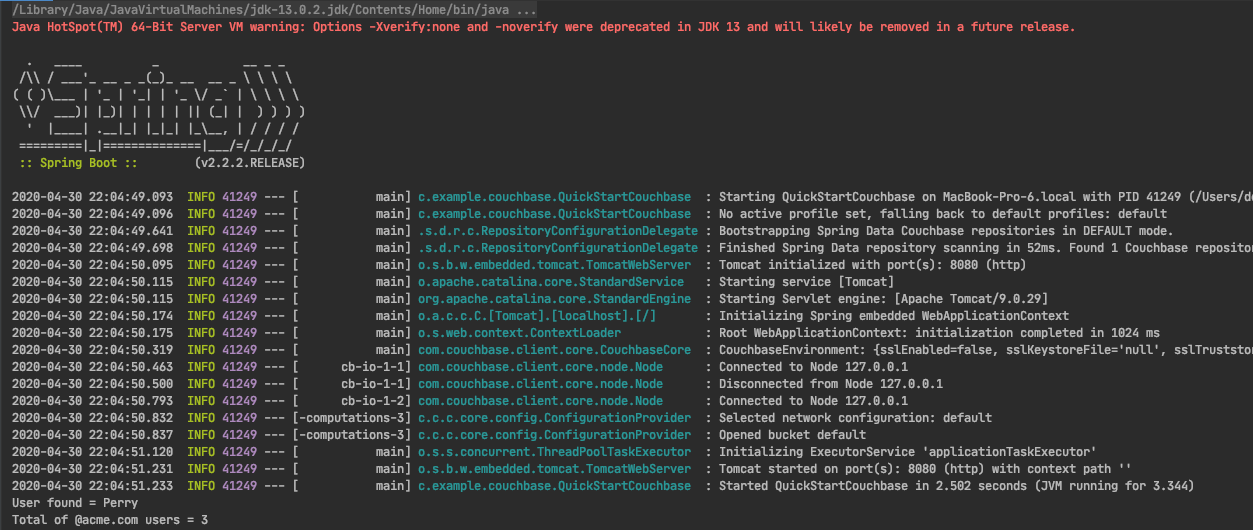 /Library/Java/JavaVirtualMachines/jdk-13.0.2.jdk/Contents/Home/bin/java ...
Java HotSpot(TM) 64-Bit Server VM warning: Options -Xverify:none and -noverify were deprecated in JDK 13 and will likely be removed in a future release.
  .   ____          _            __ _ _
 /\\ / ___'_ __ _ _(_)_ __  __ _ \ \ \ \
( ( )\___ | '_ | '_| | '_ \/ _` | \ \ \ \
 \\/  ___)| |_)| | | | | || (_| |  ) ) ) )
  '  |____| .__|_| |_|_| |_\__, | / / / /
 =========|_|==============|___/=/_/_/_/
 :: Spring Boot ::        (v2.2.2.RELEASE)
2020-04-30 22:04:49.093  INFO 41249 --- [           main] c.example.couchbase.QuickStartCouchbase  : Starting QuickStartCouchbase on MacBook-Pro-6.local with PID 41249 (/Users/de
2020-04-30 22:04:49.096  INFO 41249 --- [           main] c.example.couchbase.QuickStartCouchbase  : No active profile set, falling back to default profiles: default
2020-04-30 22:04:49.641  INFO 41249 --- [           main] .s.d.r.c.RepositoryConfigurationDelegate : Bootstrapping Spring Data Couchbase repositories in DEFAULT mode.
2020-04-30 22:04:49.698  INFO 41249 --- [           main] .s.d.r.c.RepositoryConfigurationDelegate : Finished Spring Data repository scanning in 52ms. Found 1 Couchbase repositor
2020-04-30 22:04:50.095  INFO 41249 --- [           main] o.s.b.w.embedded.tomcat.TomcatWebServer  : Tomcat initialized with port(s): 8080 (http)
2020-04-30 22:04:50.115  INFO 41249 --- [           main] o.apache.catalina.core.StandardService   : Starting service [Tomcat]
2020-04-30 22:04:50.115  INFO 41249 --- [           main] org.apache.catalina.core.StandardEngine  : Starting Servlet engine: [Apache Tomcat/9.0.29]
2020-04-30 22:04:50.174  INFO 41249 --- [           main] o.a.c.c.C.[Tomcat].[localhost].[/]       : Initializing Spring embedded WebApplicationContext
2020-04-30 22:04:50.175  INFO 41249 --- [           main] o.s.web.context.ContextLoader            : Root WebApplicationContext: initialization completed in 1024 ms
2020-04-30 22:04:50.319  INFO 41249 --- [           main] com.couchbase.client.core.CouchbaseCore  : CouchbaseEnvironment: {sslEnabled=false, sslKeystoreFile='null', sslTruststor
2020-04-30 22:04:50.463  INFO 41249 --- [      cb-io-1-1] com.couchbase.client.core.node.Node      : Connected to Node 127.0.0.1
2020-04-30 22:04:50.500  INFO 41249 --- [      cb-io-1-1] com.couchbase.client.core.node.Node      : Disconnected from Node 127.0.0.1
2020-04-30 22:04:50.793  INFO 41249 --- [      cb-io-1-2] com.couchbase.client.core.node.Node      : Connected to Node 127.0.0.1
2020-04-30 22:04:50.832  INFO 41249 --- [-computations-3] c.c.c.core.config.ConfigurationProvider  : Selected network configuration: default
2020-04-30 22:04:50.837  INFO 41249 --- [-computations-3] c.c.c.core.config.ConfigurationProvider  : Opened bucket default
2020-04-30 22:04:51.120  INFO 41249 --- [           main] o.s.s.concurrent.ThreadPoolTaskExecutor  : Initializing ExecutorService 'applicationTaskExecutor'
2020-04-30 22:04:51.231  INFO 41249 --- [           main] o.s.b.w.embedded.tomcat.TomcatWebServer  : Tomcat started on port(s): 8080 (http) with context path ''
2020-04-30 22:04:51.233  INFO 41249 --- [           main] c.example.couchbase.QuickStartCouchbase  : Started QuickStartCouchbase in 2.502 seconds (JVM running for 3.344)
User found = Perry
Total of @acme.com users = 3